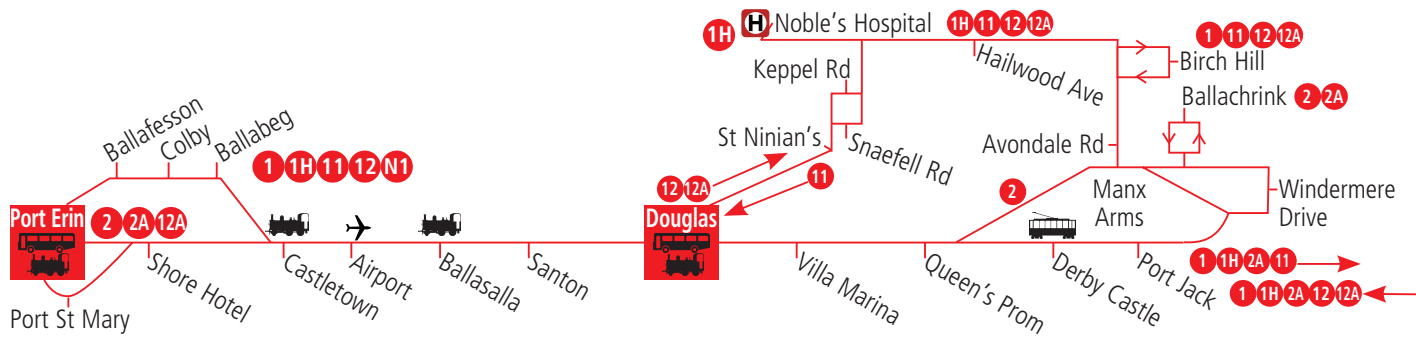 1H
H Noble's Hospital
1H 11 12 12A
1 11 12 12A
Keppel Rd
Hailwood Ave
Birch Hill
Ballachrink 2 2A
Ballafesson
Colby
Ballabeg
St Ninian's
Snaefell Rd
Avondale Rd
1 1H 11 12 N1
12 12A
11
2
Manx
Arms
Windermere
Drive
Port Erin
2 2A 12A
Douglas
Shore Hotel
Castletown
Airport
Ballasalla
Santon
Villa Marina
Queen's Prom
Derby Castle
Port Jack
1 1H 2A 11
1 1H 2A 12 12A
Port St Mary